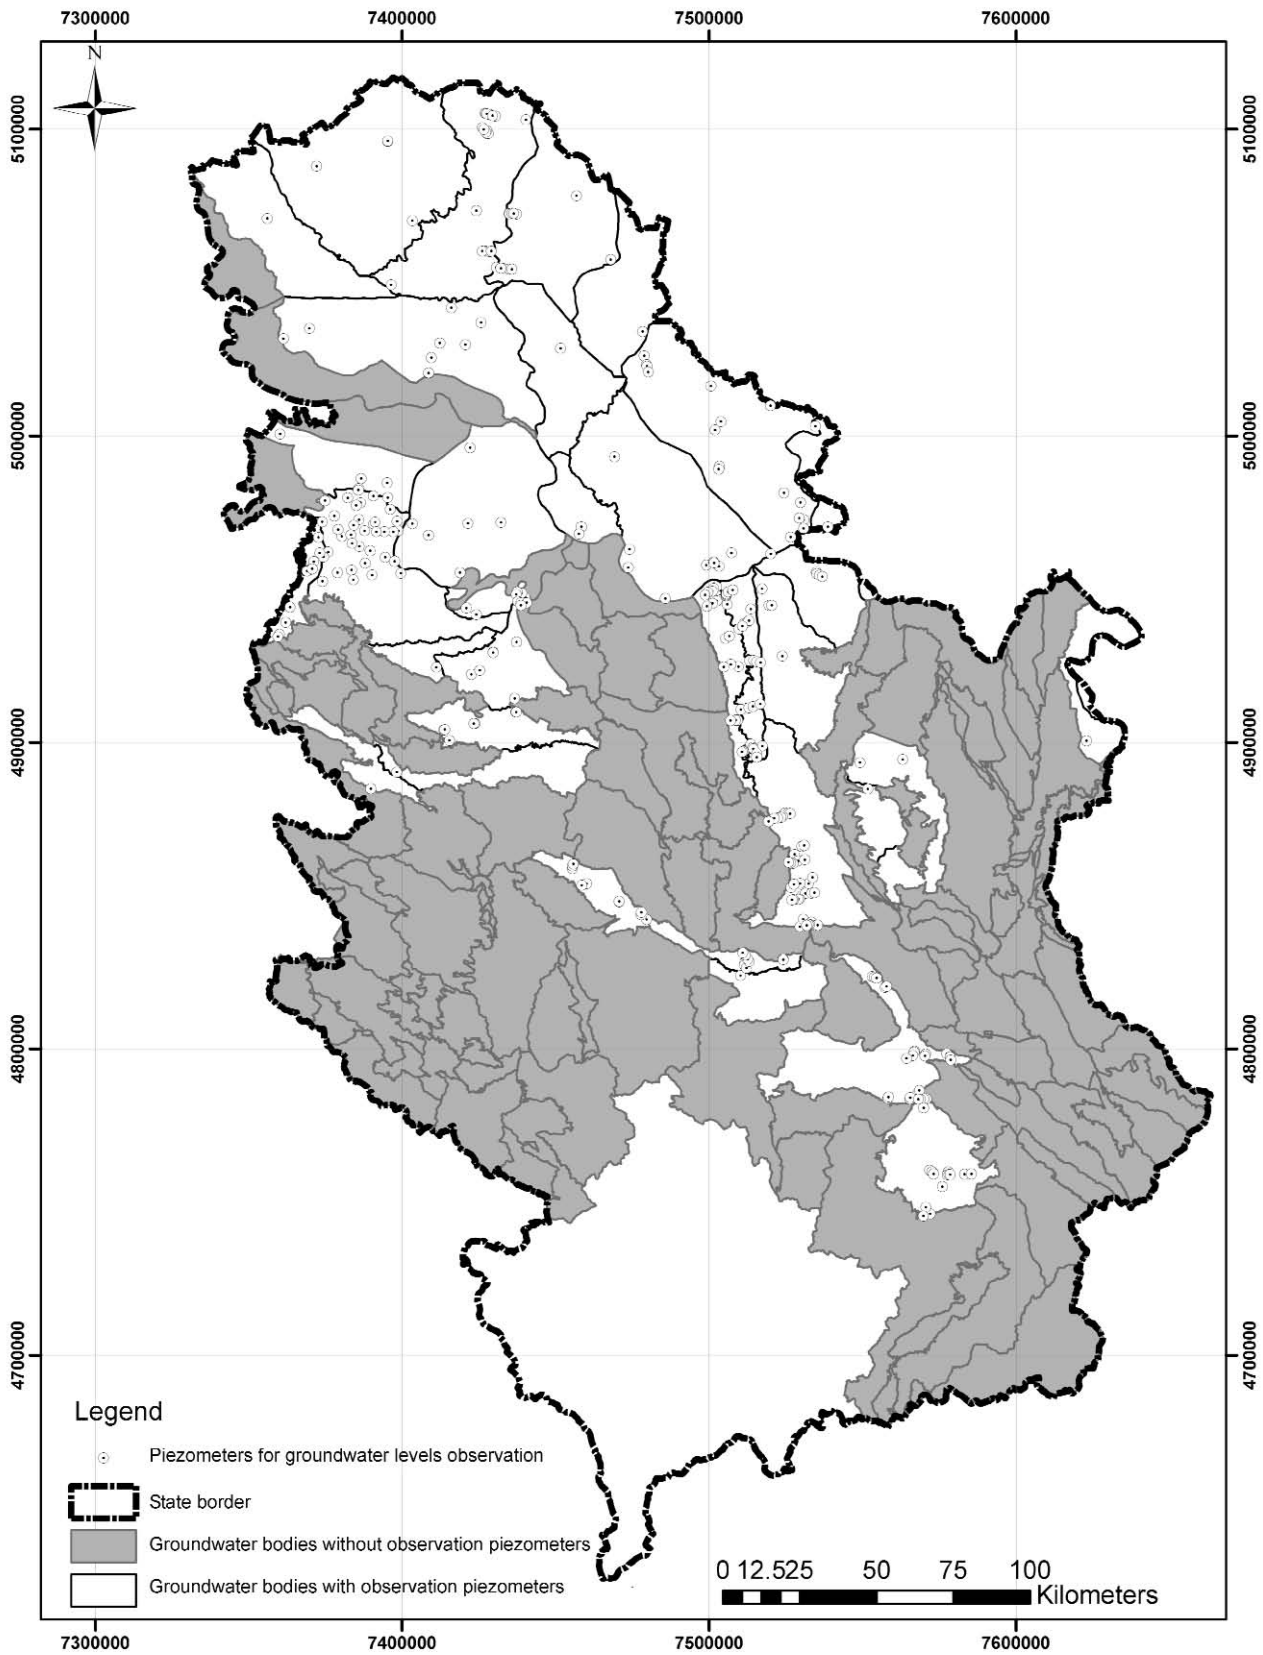 7300000 7400000 7500000 7600000
N
5100000 5100000
5000000 5000000
4900000 4900000
4800000 4800000
4700000 4700000
Legend
Piezometers for groundwater levels observation
State border
Groundwater bodies without observation piezometers
Groundwater bodies with observation piezometers
0 12.525 50 75 100
Kilometers
7300000 7400000 7500000 7600000